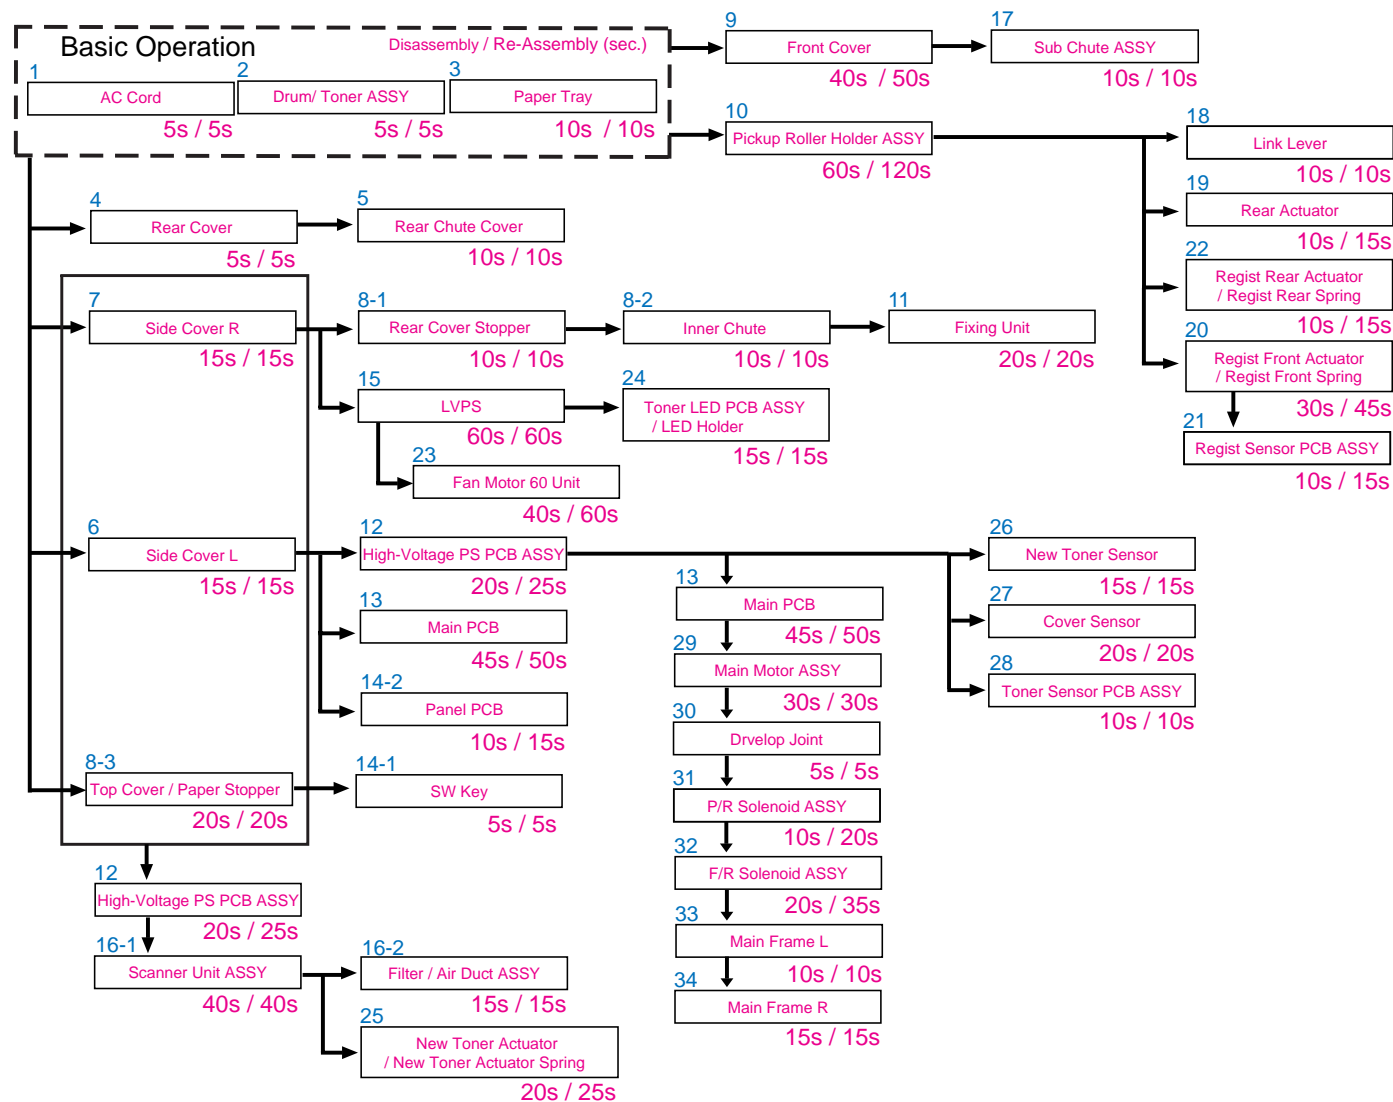 Basic Operation
Disassembly / Re-Assembly (sec.)
1
AC Cord
5s / 5s
2
Drum/ Toner ASSY
5s / 5s
3
Paper Tray
10s / 10s
9
Front Cover
40s / 50s
17
Sub Chute ASSY
10s / 10s
10
Pickup Roller Holder ASSY
60s / 120s
18
Link Lever
10s / 10s
19
Rear Actuator
10s / 15s
22
Regist Rear Actuator
/ Regist Rear Spring
10s / 15s
20
Regist Front Actuator
/ Regist Front Spring
30s / 45s
21
Regist Sensor PCB ASSY
10s / 15s
4
Rear Cover
5s / 5s
5
Rear Chute Cover
10s / 10s
7
Side Cover R
15s / 15s
8-1
Rear Cover Stopper
10s / 10s
8-2
Inner Chute
10s / 10s
11
Fixing Unit
20s / 20s
15
LVPS
60s / 60s
24
Toner LED PCB ASSY
/ LED Holder
15s / 15s
23
Fan Motor 60 Unit
40s / 60s
6
Side Cover L
15s / 15s
12
High-Voltage PS PCB ASSY
20s / 25s
13
Main PCB
45s / 50s
14-2
Panel PCB
10s / 15s
8-3
Top Cover / Paper Stopper
20s / 20s
14-1
SW Key
5s / 5s
13
Main PCB
45s / 50s
29
Main Motor ASSY
30s / 30s
30
Drvelop Joint
5s / 5s
31
P/R Solenoid ASSY
10s / 20s
32
F/R Solenoid ASSY
20s / 35s
33
Main Frame L
10s / 10s
34
Main Frame R
15s / 15s
26
New Toner Sensor
15s / 15s
27
Cover Sensor
20s / 20s
28
Toner Sensor PCB ASSY
10s / 10s
12
High-Voltage PS PCB ASSY
20s / 25s
16-1
Scanner Unit ASSY
40s / 40s
16-2
Filter / Air Duct ASSY
15s / 15s
25
New Toner Actuator
/ New Toner Actuator Spring
20s / 25s